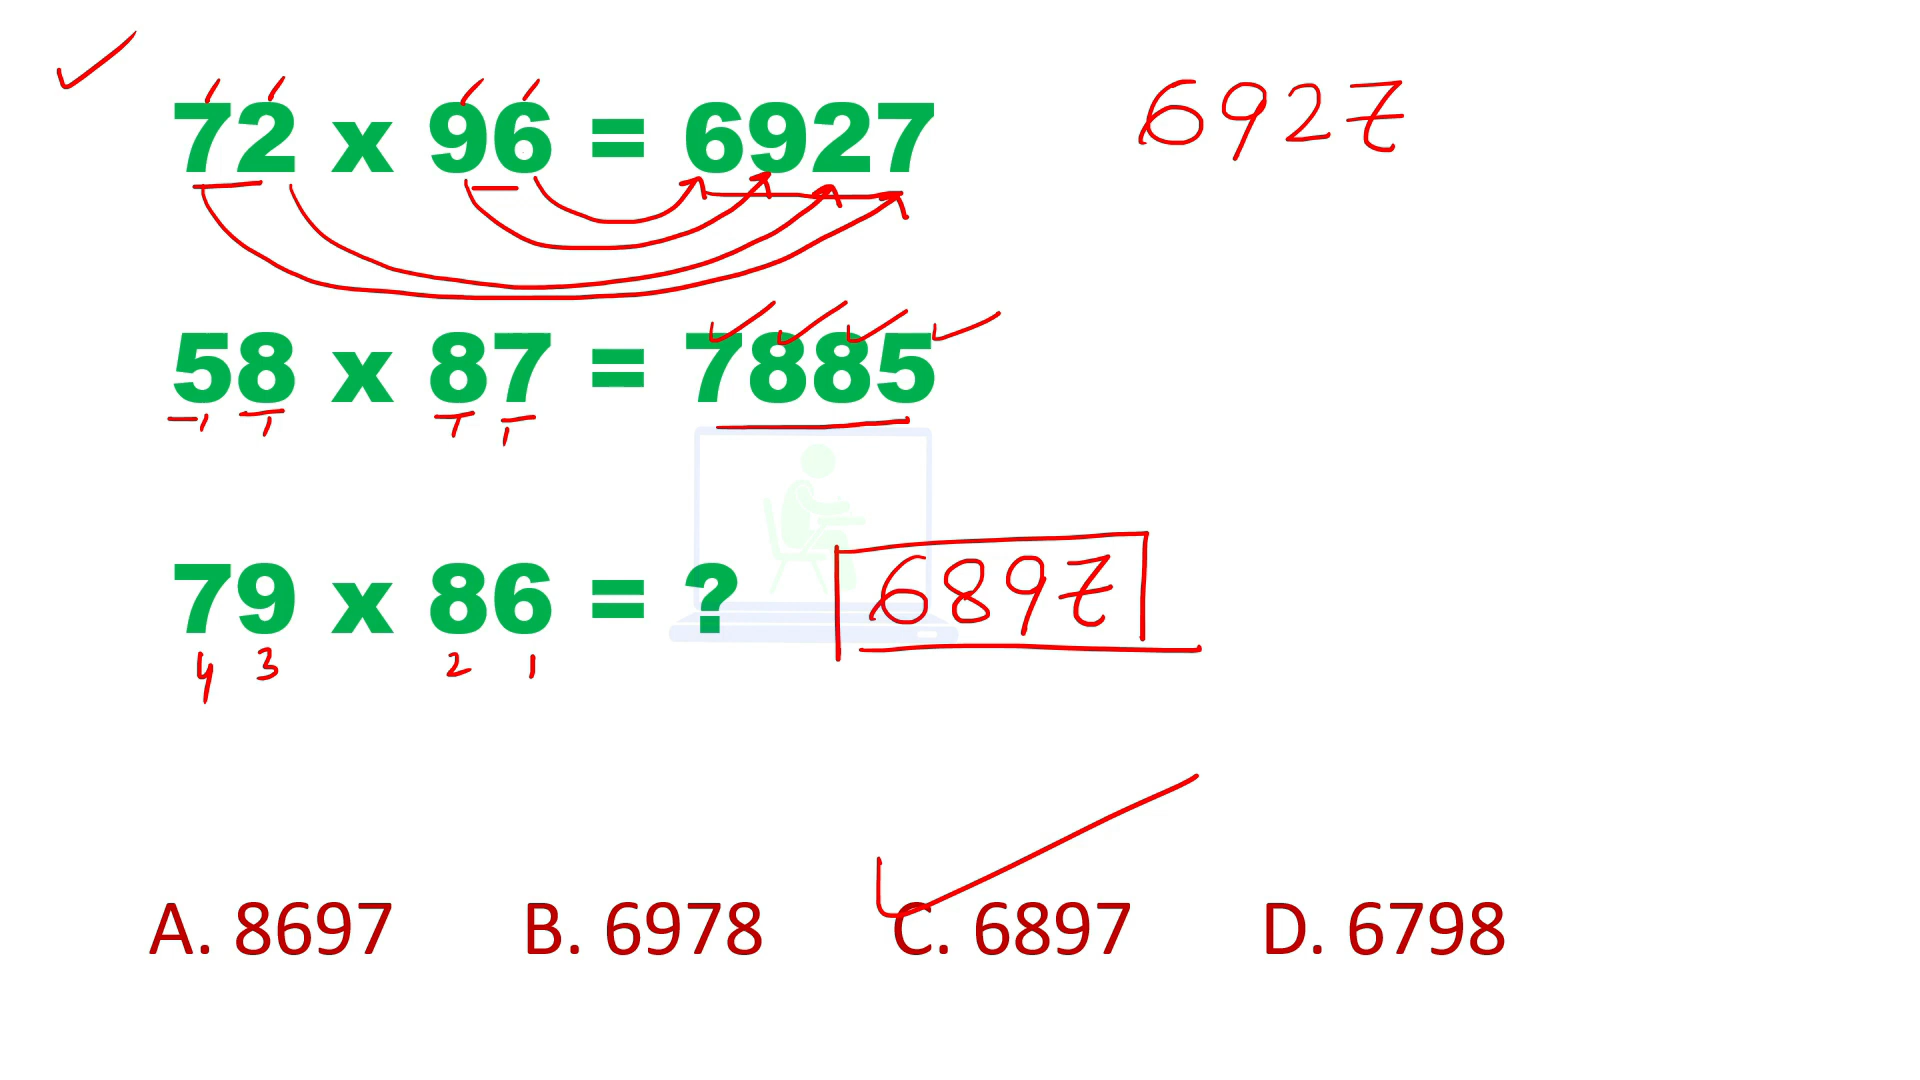 72 x 96 = 6927 6927
58 x 87 = 7885
79 x 86 = ? 6897
4 3 2 1
A. 8697 B. 6978 C. 6897 D. 6798